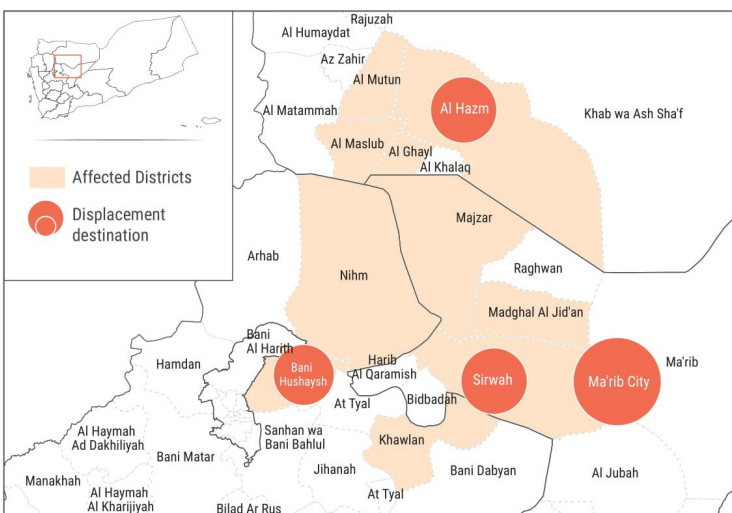 Rajuzah
Al Humaydat
Az Zahir
Al Mutun
Al Hazm
Al Matammah
Khab wa Ash Sha'f
Al Maslub
Al Ghayl
Al Khalaq
Affected Districts
Displacement
destination
Majzar
Arhab
Nihm
Raghwan
Madghal Al Jid'an
Bani
Al Harith
Hamdan
Bani
Hushaysh
Harib
Al Qaramish
Sirwah
Ma'rib City
Ma'rib
At Tyal
Bidbadah
Al Haymah
Ad Dakhiliyah
Sanhan wa
Bani Bahlul
Khawlan
Bani Matar
Jihanah
Bani Dabyan
Al Jubah
Manakhah
Al Haymah
Al Kharijiyah
At Tyal
Bilad Ar Rus